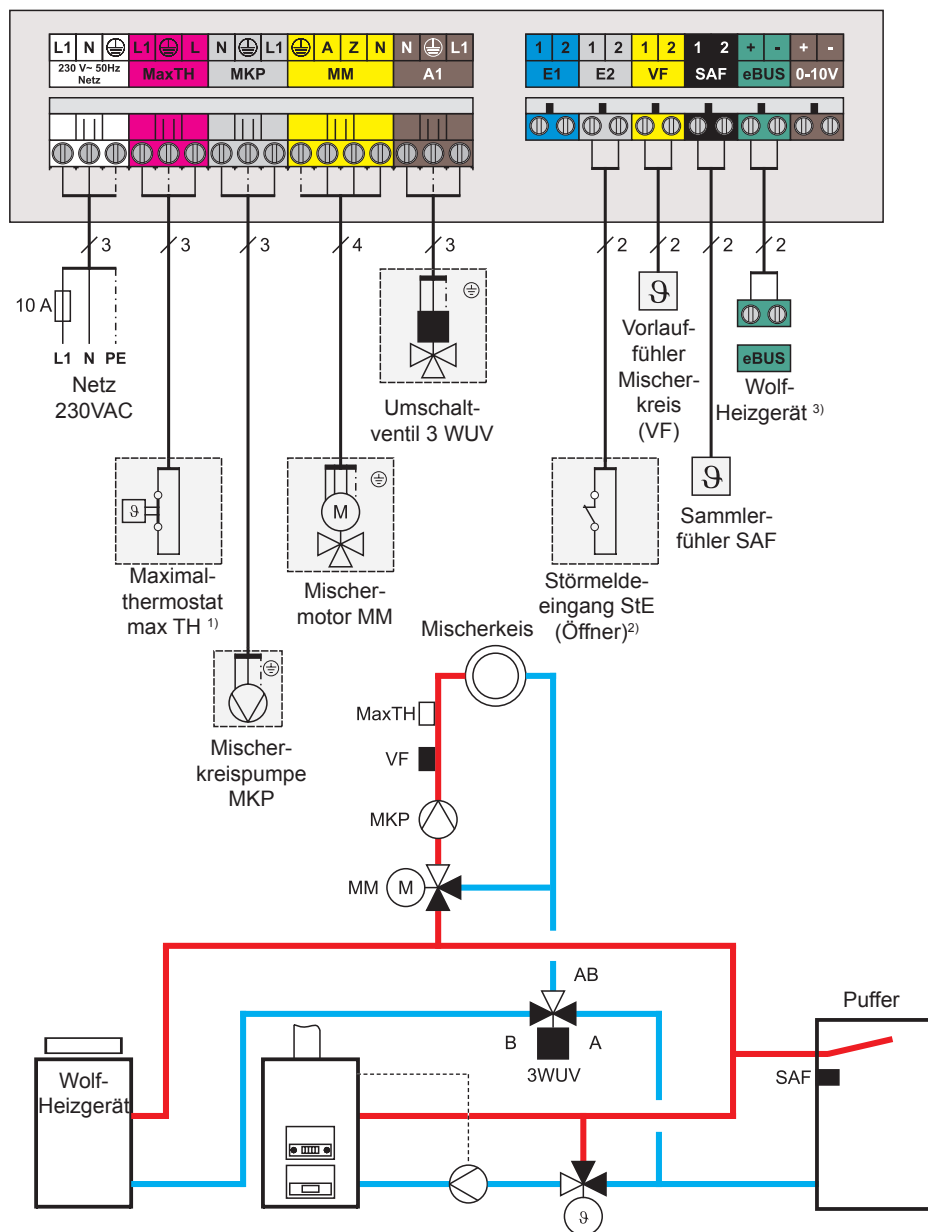 L1 N L1 L N L1 A Z N N L1 1 2 1 2 1 2 1 2 + - + -
230 V~ 50Hz
Netz
MaxTH MKP MM A1 E1 E2 VF SAF eBUS 0-10V
3 3 3 4 3 2 2 2 2
10 A
L1 N PE
Netz
230VAC
Maximal-
thermostat
max TH 1)
ϑ
Mischer-
kreispumpe
MKP
M
Mischer-
motor MM
Umschalt-
ventil 3 WUV
Störmelde-
eingang StE
(Öffner)2)
ϑ
Vorlauf-
fühler
Mischer-
kreis
(VF)
ϑ
Sammler-
fühler SAF
eBUS
Wolf-
Heizgerät 3)
Mischerkeis
MaxTH
VF
MKP
MM M
AB
B A
3WUV
Puffer
SAF
Wolf-
Heizgerät
ϑ